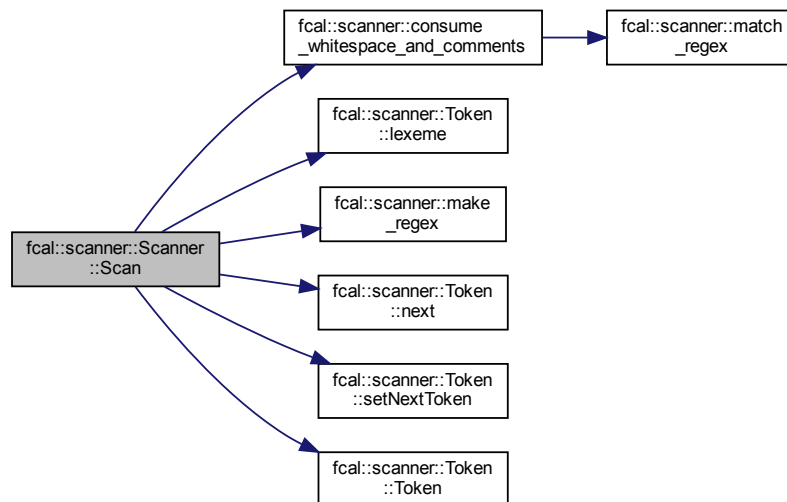 fcal::scanner::consume
_whitespace_and_comments
fcal::scanner::match
_regex
fcal::scanner::Token
::lexeme
fcal::scanner::make
_regex
fcal::scanner::Scanner
::Scan
fcal::scanner::Token
::next
fcal::scanner::Token
::setNextToken
fcal::scanner::Token
::Token